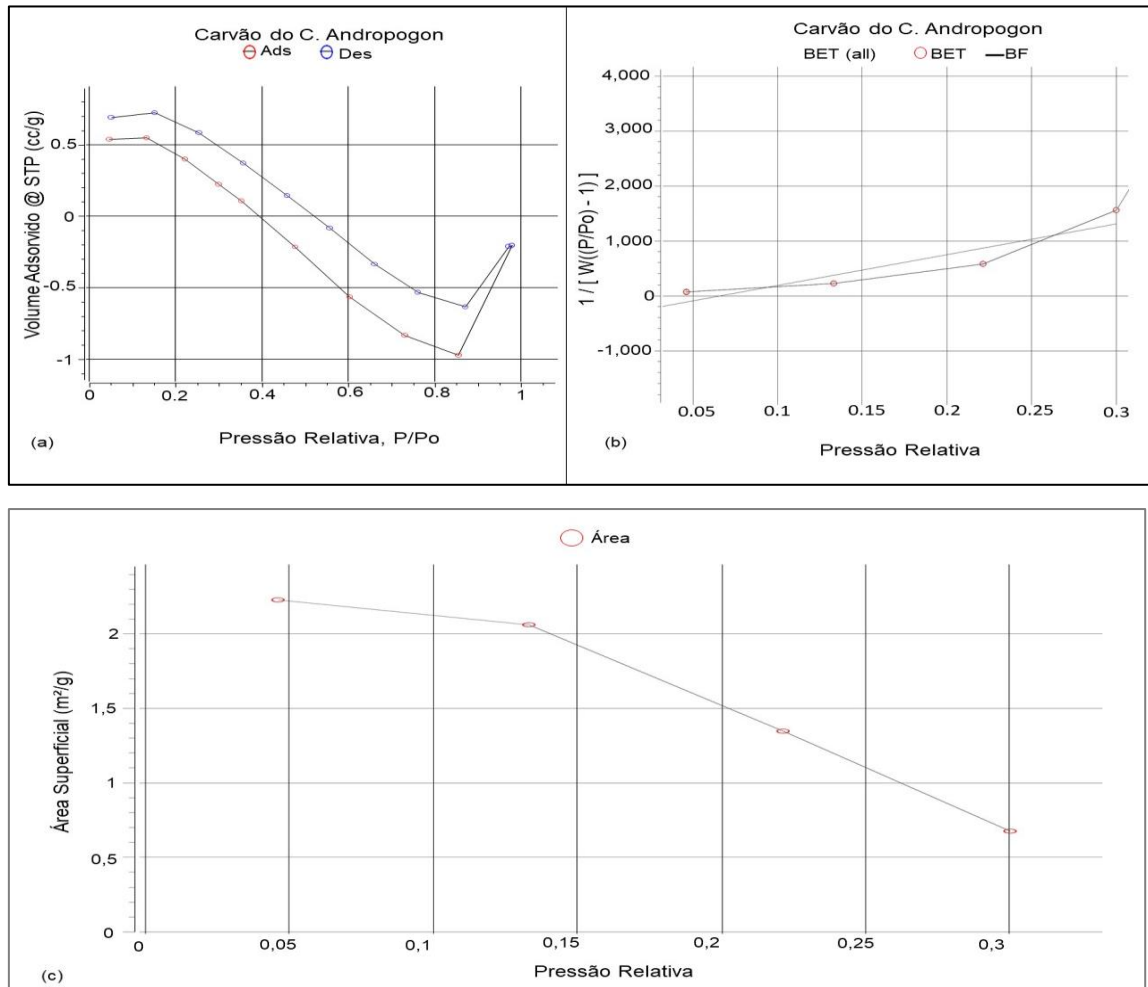 Carvão do C. Andropogon
Ads Des
Volume Adsorvido @ STP (cc/g)
0.5
0
-0.5
-1
0 0.2 0.4 0.6 0.8 1
Pressão Relativa, P/Po
(a)
Carvão do C. Andropogon
BET (all) BET BF
1 / [ W((P/Po) - 1) ]
4,000
3,000
2,000
1,000
0
-1,000
0.05 0.1 0.15 0.2 0.25 0.3
Pressão Relativa
(b)
Área
Área Superficial (m²/g)
2
1,5
1
0,5
0
0 0,05 0,1 0,15 0,2 0,25 0,3
Pressão Relativa
(c)